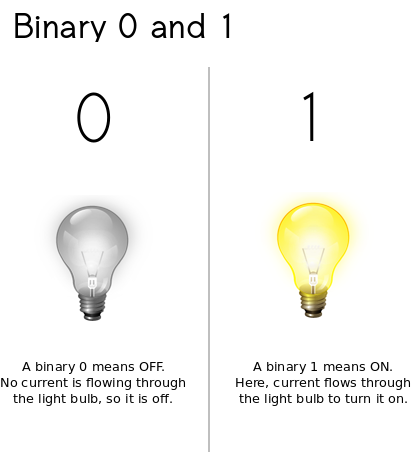 Binary 0 and 1
0
1
A binary 0 means OFF.
No current is flowing through
the light bulb, so it is off.
A binary 1 means ON.
Here, current flows through
the light bulb to turn it on.